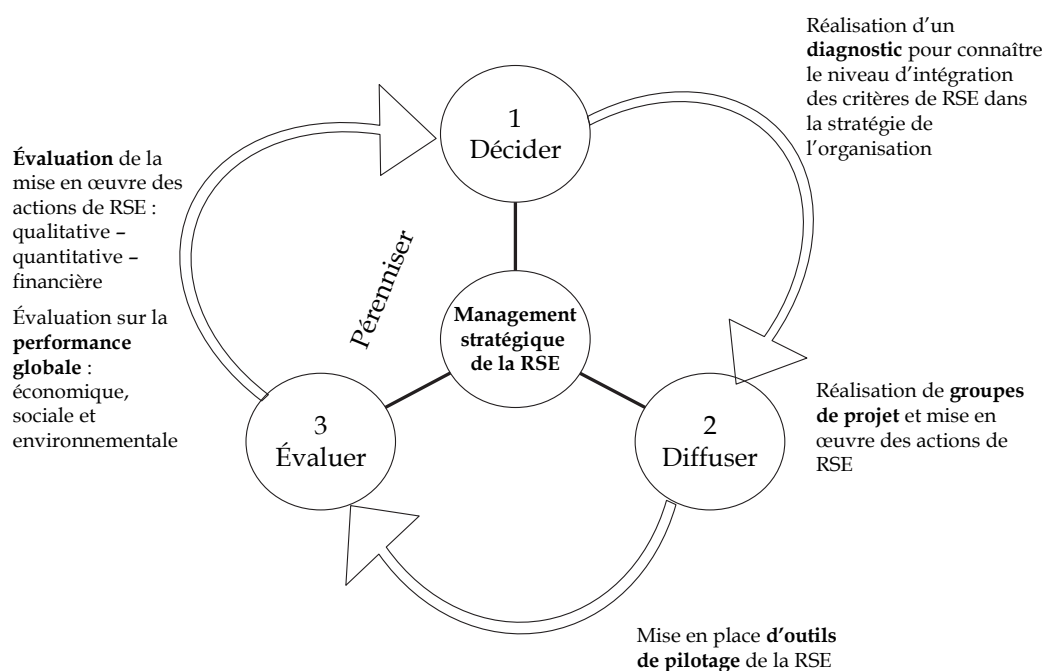 Réalisation d’un
diagnostic pour connaître
le niveau d’intégration
des critères de RSE dans
la stratégie de
l’organisation
1
Décider
Évaluation de la
mise en œuvre des
actions de RSE :
qualitative –
quantitative –
financière
Évaluation sur la
performance
globale :
économique,
sociale et
environnementale
Pérenniser
Management
stratégique
de la RSE
3
Évaluer
2
Diffuser
Réalisation de groupes
de projet et mise en
œuvre des actions de
RSE
Mise en place d’outils
de pilotage de la RSE